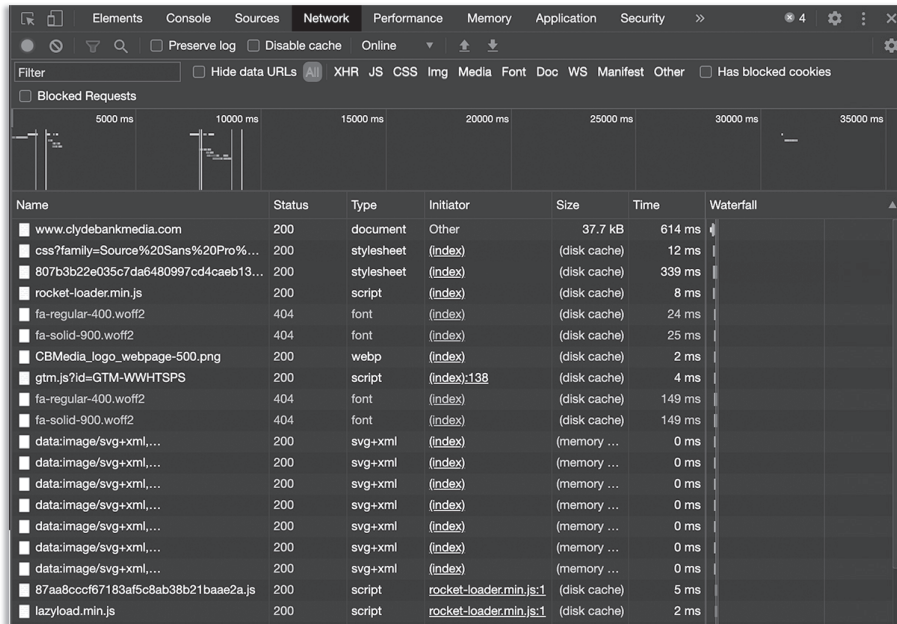 Elements Console Sources Network Performance Memory Application Security » 4
Preserve log Disable cache Online
Filter Hide data URLs All XHR JS CSS Img Media Font Doc WS Manifest Other Has blocked cookies
Blocked Requests
5000 ms 10000 ms 15000 ms 20000 ms 25000 ms 30000 ms 35000 ms
Name Status Type Initiator Size Time Waterfall
www.clydebankmedia.com 200 document Other 37.7 kB 614 ms
css?family=Source%20Sans%20Pro%... 200 stylesheet (index) (disk cache) 12 ms
807b3b22e035c7da6480997cd4caeb13... 200 stylesheet (index) (disk cache) 339 ms
rocket-loader.min.js 200 script (index) (disk cache) 8 ms
fa-regular-400.woff2 404 font (index) (disk cache) 24 ms
fa-solid-900.woff2 404 font (index) (disk cache) 25 ms
CBMedia_logo_webpage-500.png 200 webp (index) (disk cache) 2 ms
gtm.js?id=GTM-WWHTSPS 200 script (index):138 (disk cache) 4 ms
fa-regular-400.woff2 404 font (index) (disk cache) 149 ms
fa-solid-900.woff2 404 font (index) (disk cache) 149 ms
data:image/svg+xml,... 200 svg+xml (index) (memory ... 0 ms
data:image/svg+xml,... 200 svg+xml (index) (memory ... 0 ms
data:image/svg+xml,... 200 svg+xml (index) (memory ... 0 ms
data:image/svg+xml,... 200 svg+xml (index) (memory ... 0 ms
data:image/svg+xml,... 200 svg+xml (index) (memory ... 0 ms
data:image/svg+xml,... 200 svg+xml (index) (memory ... 0 ms
data:image/svg+xml,... 200 svg+xml (index) (memory ... 0 ms
87aa8cccf67183af5c8ab38b21baae2a.js 200 script rocket-loader.min.js:1 (disk cache) 5 ms
lazyload.min.js 200 script rocket-loader.min.js:1 (disk cache) 2 ms